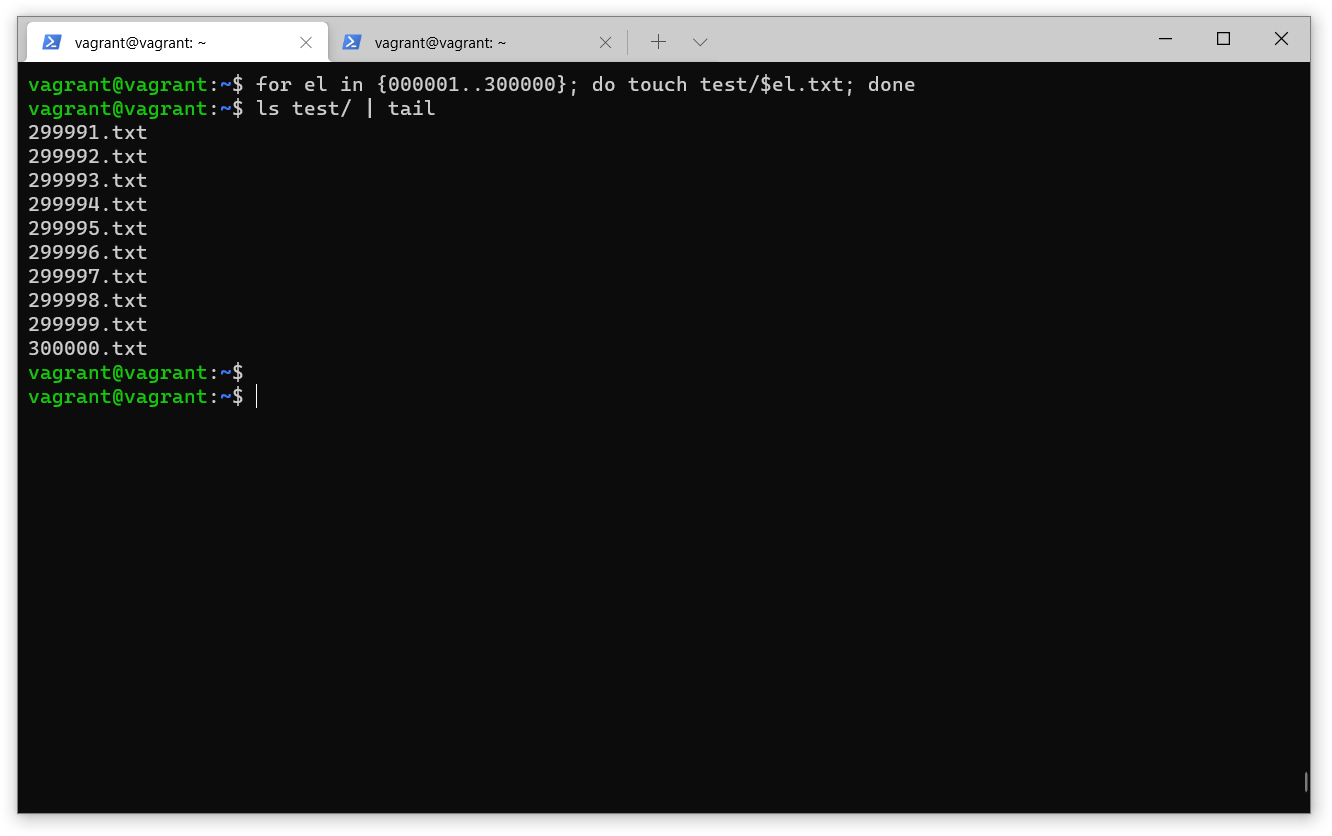 vagrant@vagrant: ~
vagrant@vagrant: ~
vagrant@vagrant:~$ for el in {000001..300000}; do touch test/$el.txt; done
vagrant@vagrant:~$ ls test/ | tail
299991.txt
299992.txt
299993.txt
299994.txt
299995.txt
299996.txt
299997.txt
299998.txt
299999.txt
300000.txt
vagrant@vagrant:~$
vagrant@vagrant:~$